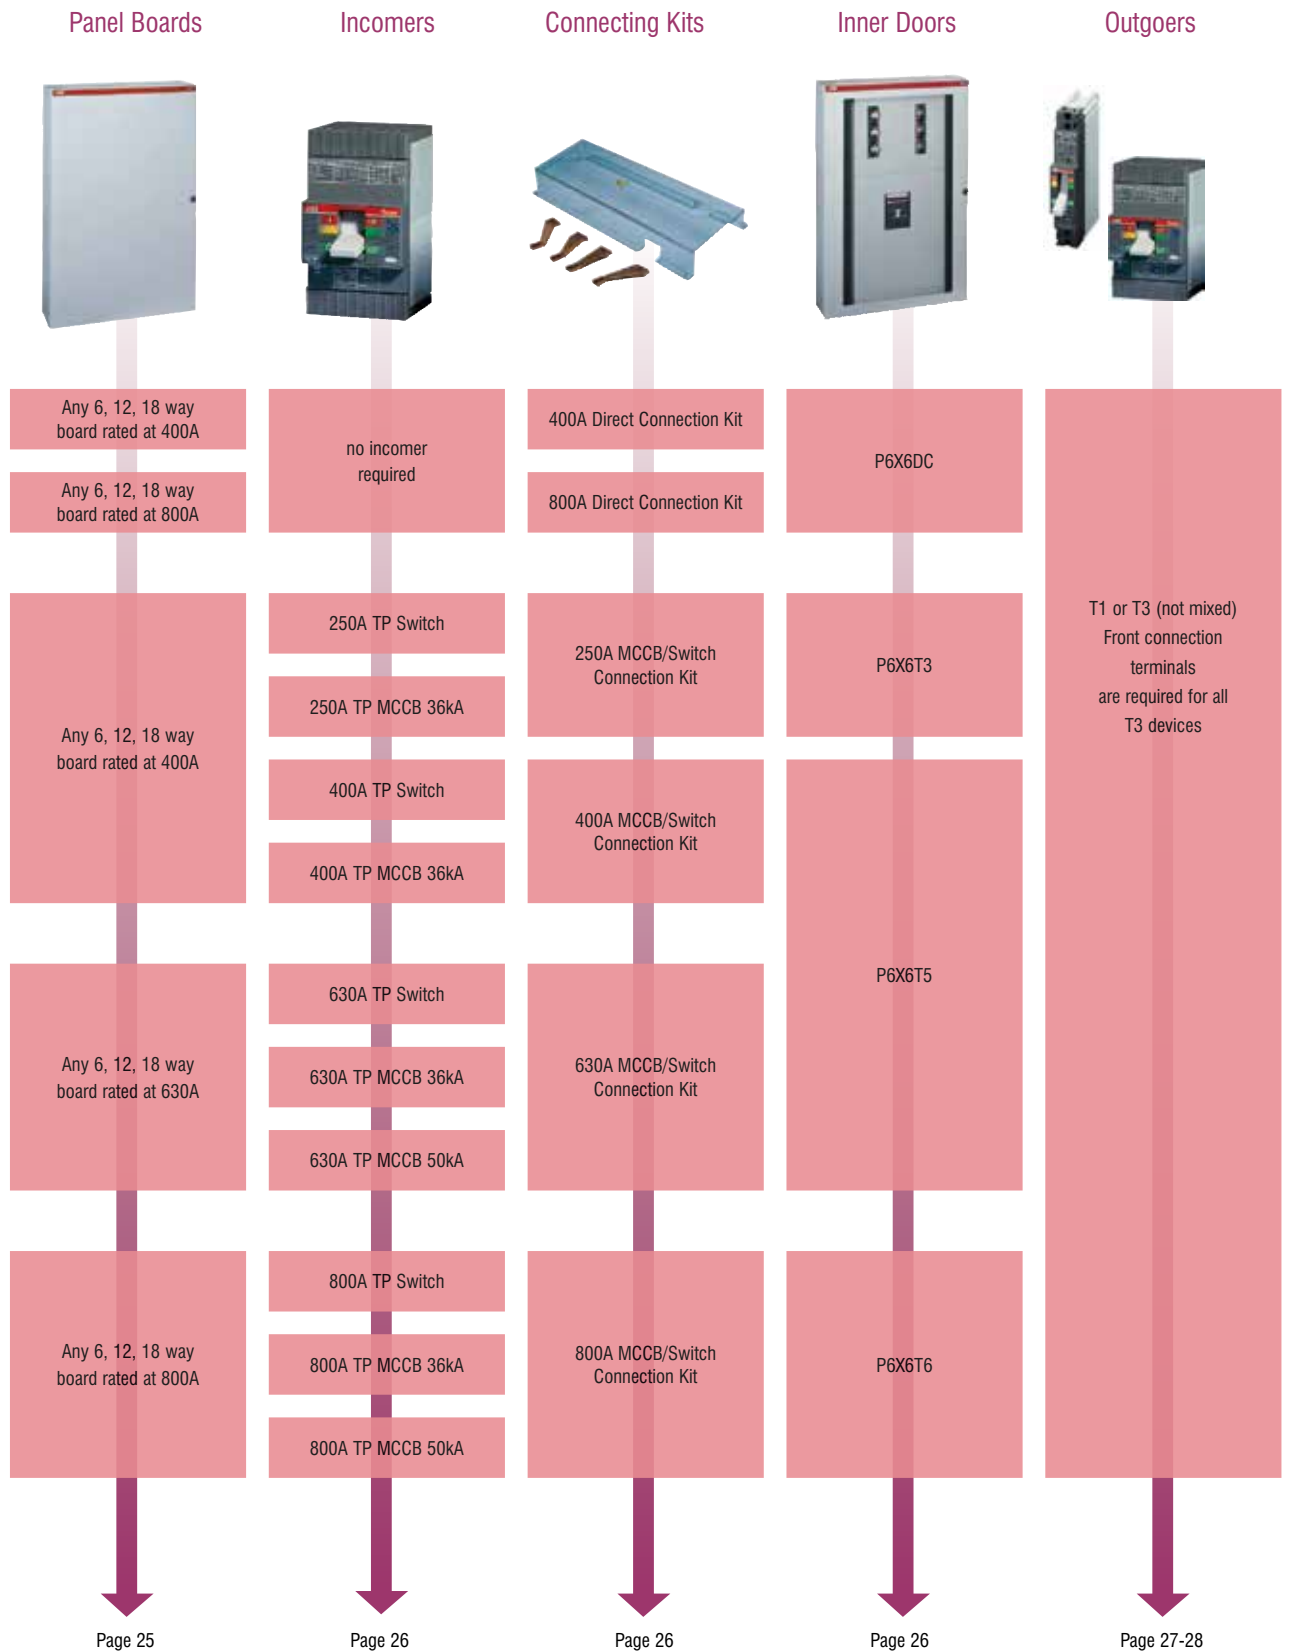 Panel Boards
Incomers
Connecting Kits
Inner Doors
Outgoers
Any 6, 12, 18 way
board rated at 400A
no incomer
required
400A Direct Connection Kit
P6X6DC
Any 6, 12, 18 way
board rated at 800A
800A Direct Connection Kit
T1 or T3 (not mixed)
Front connection
terminals
are required for all
T3 devices
Any 6, 12, 18 way
board rated at 400A
250A TP Switch
250A TP MCCB 36kA
250A MCCB/Switch
Connection Kit
P6X6T3
400A TP Switch
400A TP MCCB 36kA
400A MCCB/Switch
Connection Kit
P6X6T5
Any 6, 12, 18 way
board rated at 630A
630A TP Switch
630A TP MCCB 36kA
630A TP MCCB 50kA
630A MCCB/Switch
Connection Kit
Any 6, 12, 18 way
board rated at 800A
800A TP Switch
800A TP MCCB 36kA
800A TP MCCB 50kA
800A MCCB/Switch
Connection Kit
P6X6T6
Page 25
Page 26
Page 26
Page 26
Page 27-28